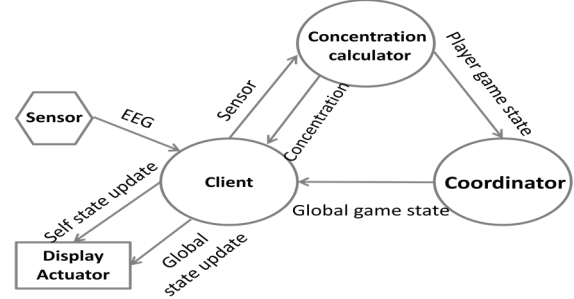 Concentration
calculator
Player game state
Sensor
EEG
Sensor
Concentration
Client
Coordinator
Global game state
Self state update
Global
state update
Display
Actuator